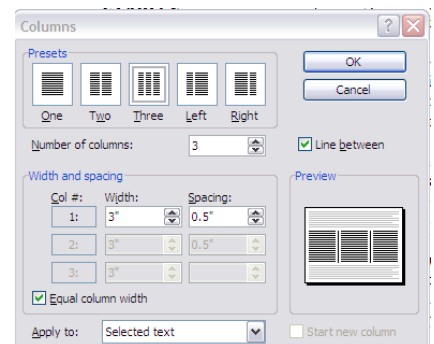 Columns
Presets
OK
Cancel
One Two Three Left Right
Number of columns: 3
Line between
Width and spacing
Preview
Col #: Width: Spacing:
1: 3" 0.5"
2: 3" 0.5"
3: 3"
Equal column width
Apply to: Selected text
Start new column